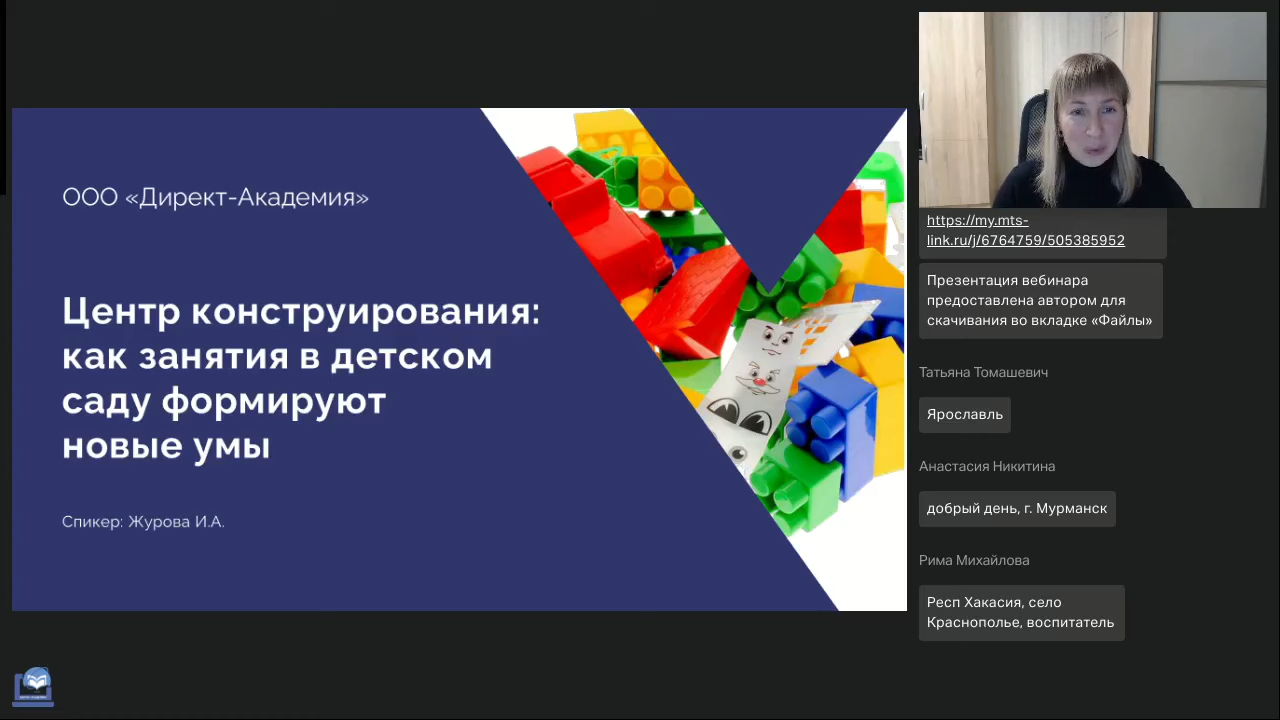 ООО «Директ-Академия»
Центр конструирования:
как занятия в детском
саду формируют
новые умы
Спикер: Журова И.А.
https://my.mts-
link.ru/j/6764759/505385952
Презентация вебинара
предоставлена автором для
скачивания во вкладке «Файлы»
Татьяна Томашевич
Ярославль
Анастасия Никитина
добрый день, г. Мурманск
Рима Михайлова
Респ Хакасия, село
Краснополье, воспитатель